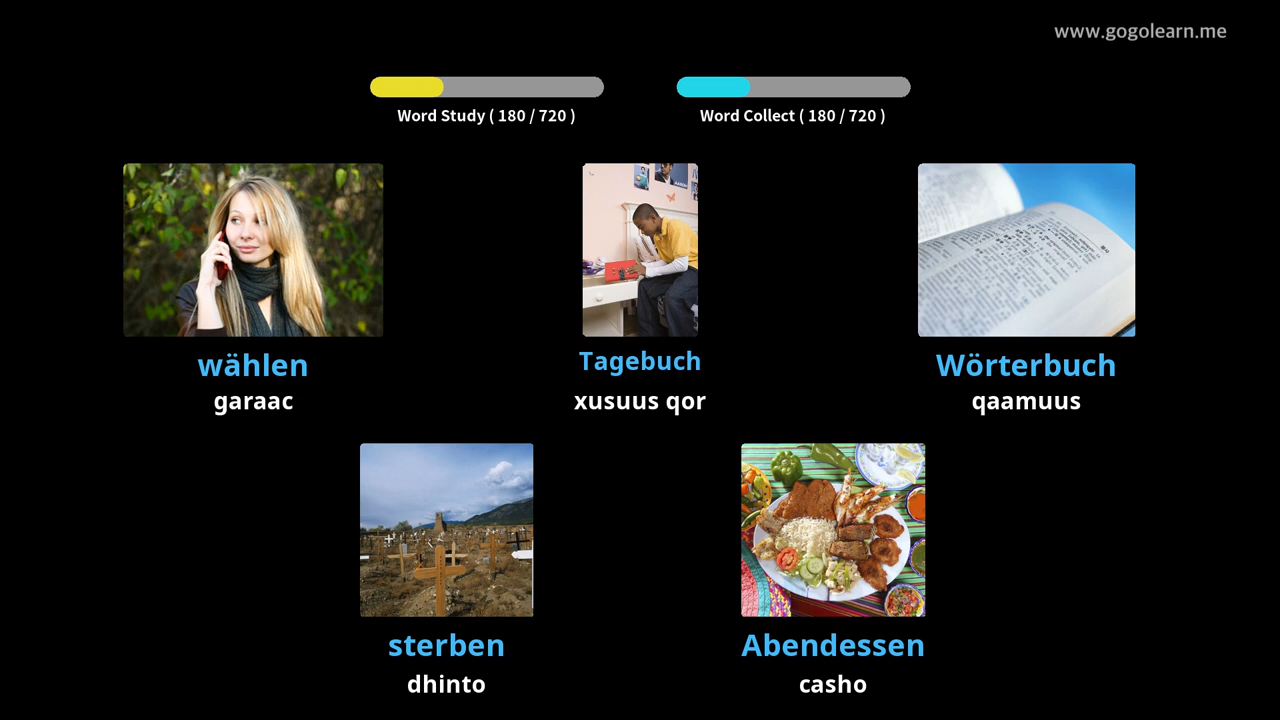 www.gogolearn.me
Word Study ( 180 / 720 )
Word Collect ( 180 / 720 )
wählen
garaac
Tagebuch
xusuus qor
Wörterbuch
qaamuus
sterben
dhinto
Abendessen
casho